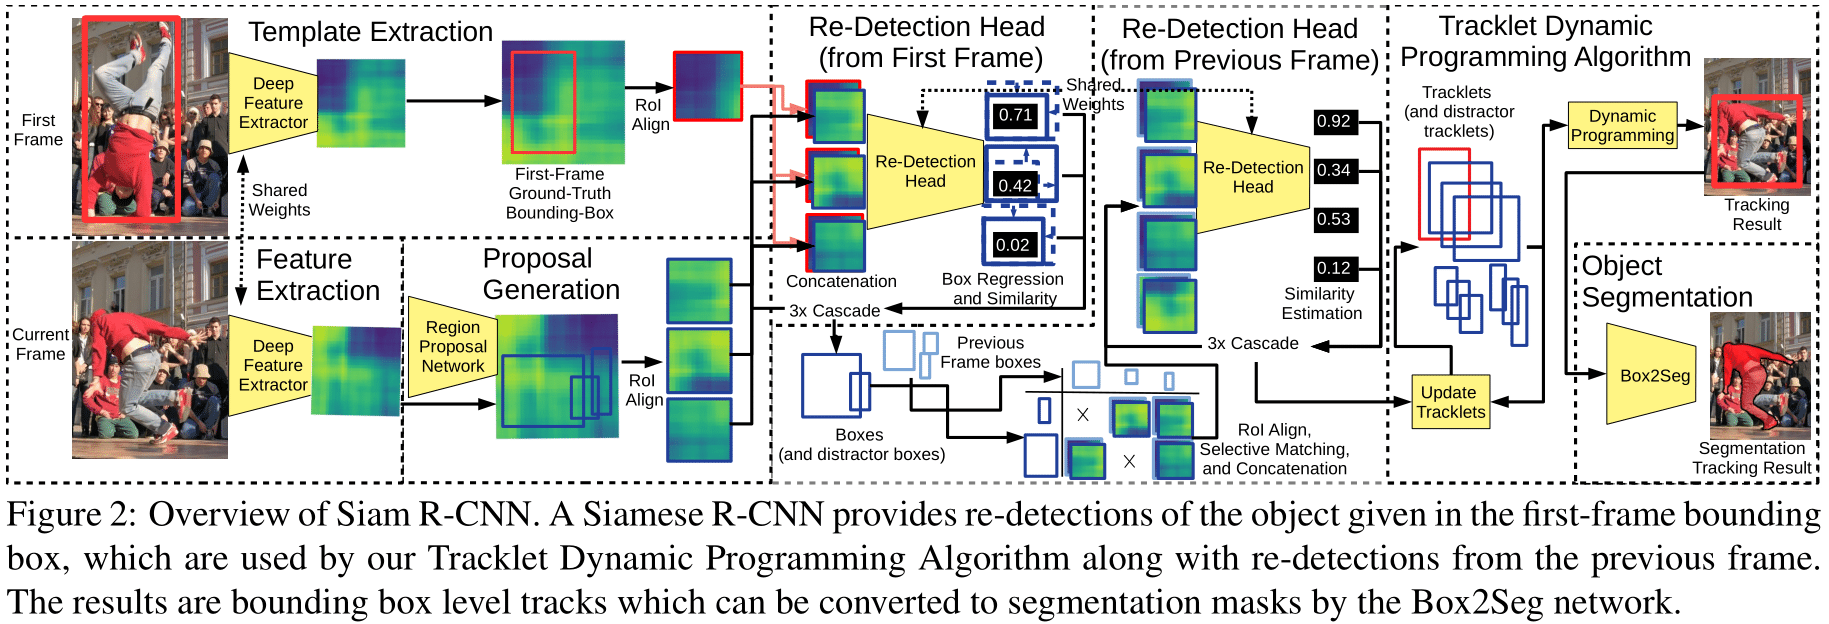 Template Extraction
First
Frame
Deep
Feature
Extractor
RoI
Align
First-Frame
Ground-Truth
Bounding-Box
Shared
Weights
Feature
Extraction
Current
Frame
Deep
Feature
Extractor
Proposal
Generation
Region
Proposal
Network
RoI
Align
Re-Detection Head
(from First Frame)
Re-Detection
Head
0.71
0.42
0.02
Concatenation
Box Regression
and Similarity
3x Cascade
Shared
Weights
Boxes
(and distractor boxes)
Previous
Frame boxes
X
X
RoI Align,
Selective Matching,
and Concatenation
Re-Detection Head
(from Previous Frame)
Re-Detection
Head
0.92
0.34
0.53
0.12
Similarity
Estimation
3x Cascade
Tracklet Dynamic
Programming Algorithm
Tracklets
(and distractor
tracklets)
Dynamic
Programming
Tracking
Result
Update
Tracklets
Object
Segmentation
Box2Seg
Segmentation
Tracking Result
Figure 2: Overview of Siam R-CNN. A Siamese R-CNN provides re-detections of the object given in the first-frame bounding
box, which are used by our Tracklet Dynamic Programming Algorithm along with re-detections from the previous frame.
The results are bounding box level tracks which can be converted to segmentation masks by the Box2Seg network.